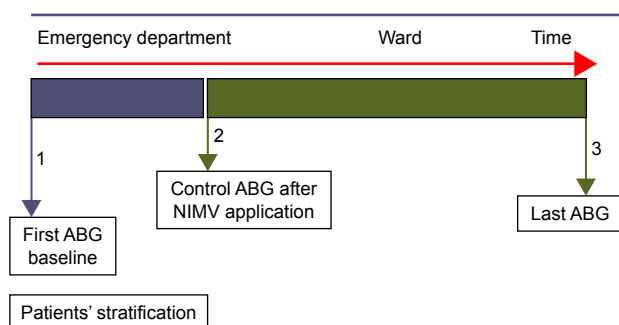 Emergency department Ward Time
1
2
3
Control ABG after
NIMV application
First ABG
baseline
Last ABG
Patients' stratification